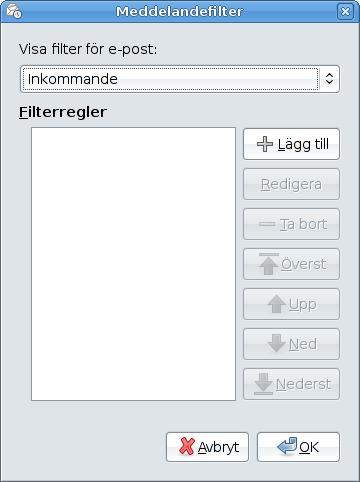 Meddelandefilter
Visa filter för e-post:
Inkommande
Filterregler
Lägg till
Redigera
Ta bort
Överst
Upp
Ned
Nederst
Avbryt
OK